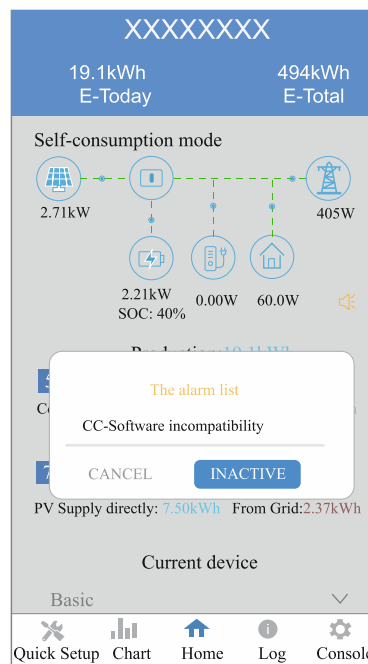 XXXXXXXX
19.1kWh 494kWh
E-Today E-Total
Self-consumption mode
2.71kW 405W
2.21kW 0.00W 60.0W
SOC: 40%
The alarm list
CC-Software incompatibility
CANCEL INACTIVE
PV Supply directly: 7.50kWh From Grid:2.37kWh
Current device
Basic
Quick Setup Chart Home Log Console